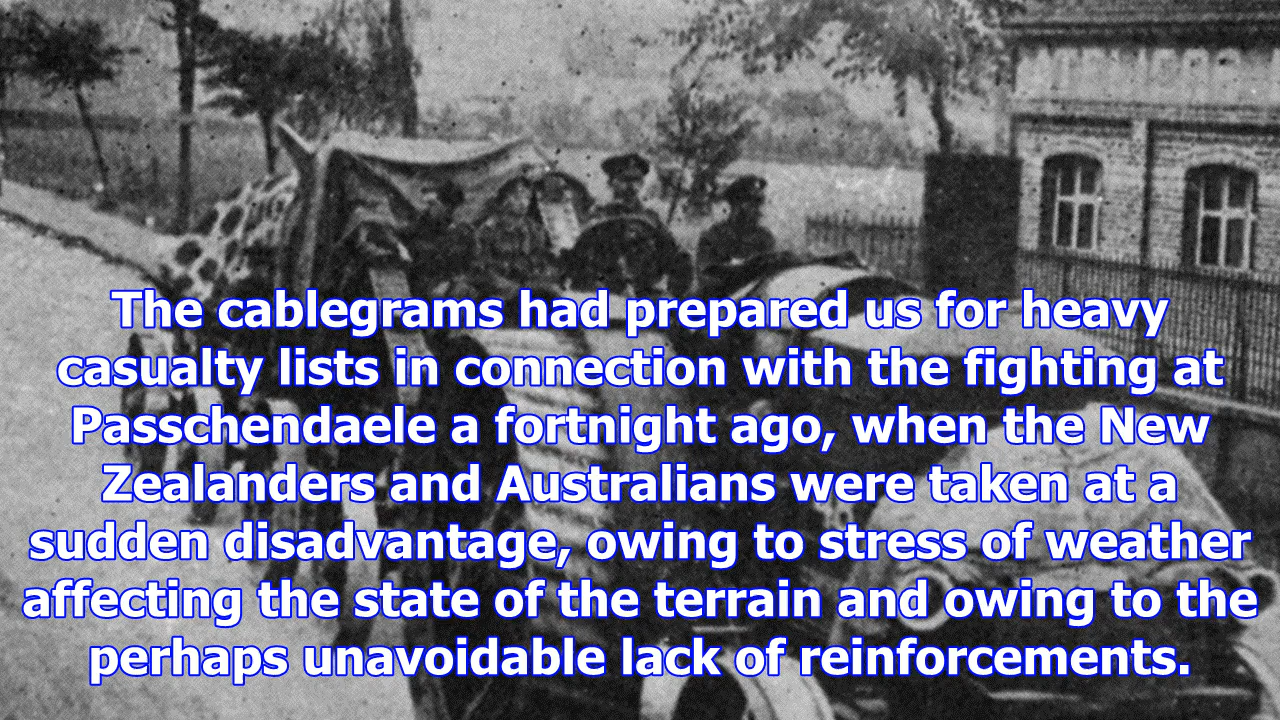 The cablegrams had prepared us for heavy
casualty lists in connection with the fighting at
Passchendaele a fortnight ago, when the New
Zealanders and Australians were taken at a
sudden disadvantage, owing to stress of weather
affecting the state of the terrain and owing to the
perhaps unavoidable lack of reinforcements.